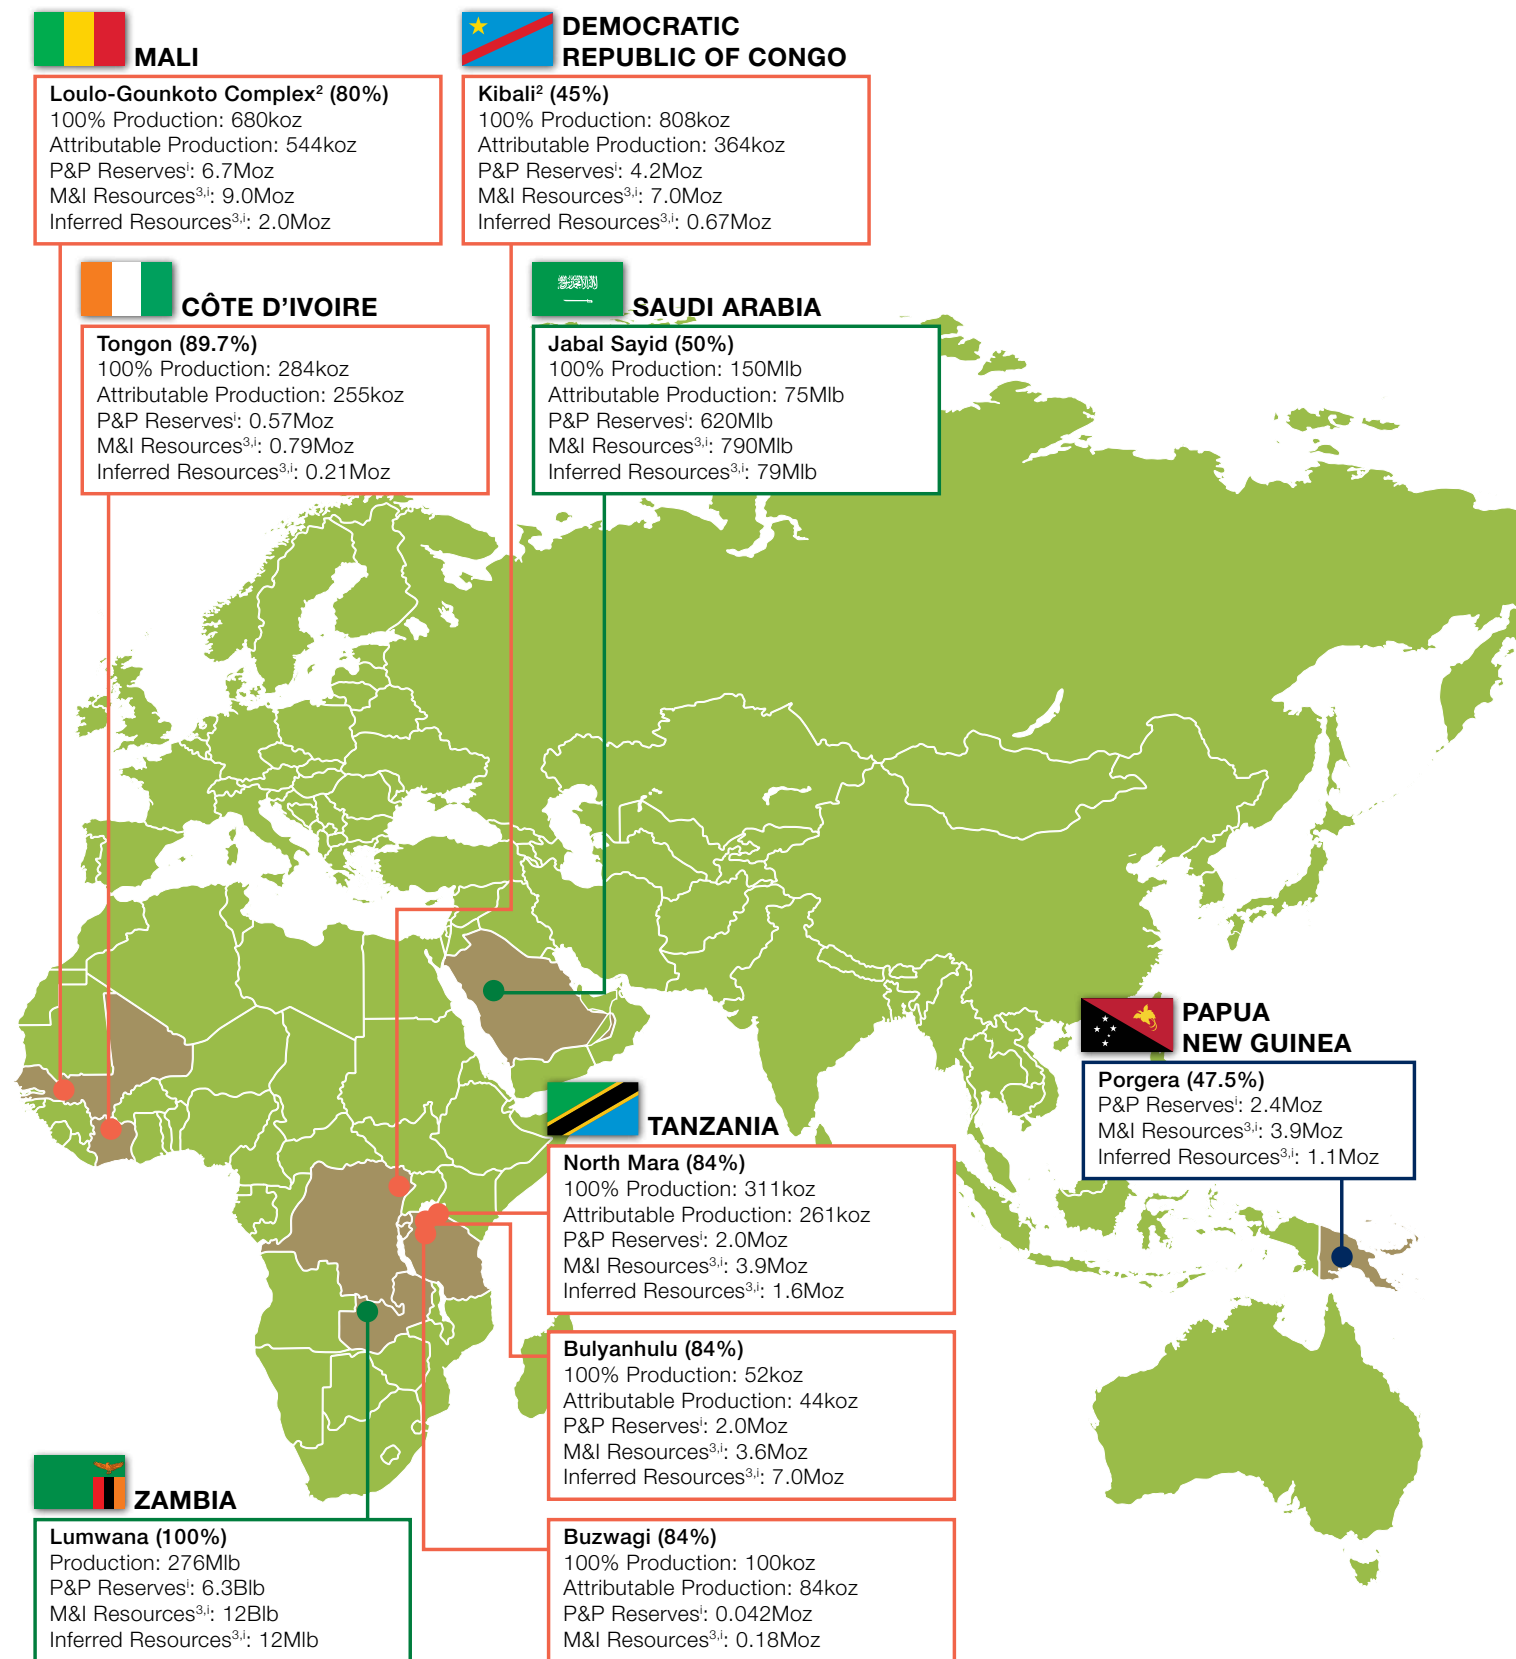 MALI
Loulo-Gounkoto Complex² (80%)
100% Production: 680koz
Attributable Production: 544koz
P&P Reservesⁱ: 6.7Moz
M&I Resources³,ⁱ: 9.0Moz
Inferred Resources³,ⁱ: 2.0Moz
DEMOCRATIC
REPUBLIC OF CONGO
Kibali² (45%)
100% Production: 808koz
Attributable Production: 364koz
P&P Reservesⁱ: 4.2Moz
M&I Resources³,ⁱ: 7.0Moz
Inferred Resources³,ⁱ: 0.67Moz
CÔTE D’IVOIRE
Tongon (89.7%)
100% Production: 284koz
Attributable Production: 255koz
P&P Reservesⁱ: 0.57Moz
M&I Resources³,ⁱ: 0.79Moz
Inferred Resources³,ⁱ: 0.21Moz
SAUDI ARABIA
Jabal Sayid (50%)
100% Production: 150Mlb
Attributable Production: 75Mlb
P&P Reservesⁱ: 620Mlb
M&I Resources³,ⁱ: 790Mlb
Inferred Resources³,ⁱ: 79Mlb
PAPUA
NEW GUINEA
Porgera (47.5%)
P&P Reservesⁱ: 2.4Moz
M&I Resources³,ⁱ: 3.9Moz
Inferred Resources³,ⁱ: 1.1Moz
TANZANIA
North Mara (84%)
100% Production: 311koz
Attributable Production: 261koz
P&P Reservesⁱ: 2.0Moz
M&I Resources³,ⁱ: 3.9Moz
Inferred Resources³,ⁱ: 1.6Moz
Bulyanhulu (84%)
100% Production: 52koz
Attributable Production: 44koz
P&P Reservesⁱ: 2.0Moz
M&I Resources³,ⁱ: 3.6Moz
Inferred Resources³,ⁱ: 7.0Moz
Buzwagi (84%)
100% Production: 100koz
Attributable Production: 84koz
P&P Reservesⁱ: 0.042Moz
M&I Resources³,ⁱ: 0.18Moz
ZAMBIA
Lumwana (100%)
Production: 276Mlb
P&P Reservesⁱ: 6.3Blb
M&I Resources³,ⁱ: 12Blb
Inferred Resources³,ⁱ: 12Mlb